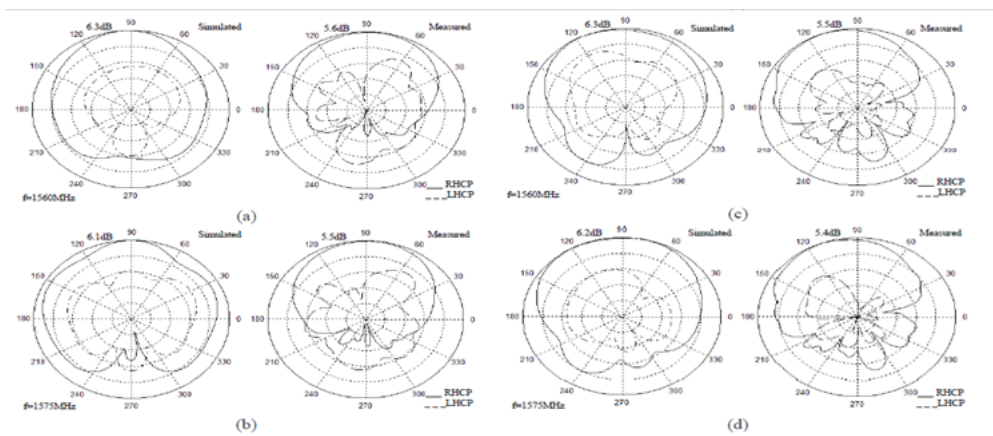 6.3dB 90 Simulated
120 60
150 30
180 0
210 330
240 300
270
f=1560MHz
5.6dB 90 Measured
120 60
150 30
180 0
210 330
240 300
270
RHCP
LHCP
(a)
6.3dB 90 Simulated
120 60
150 30
180 0
210 330
240 300
270
f=1560MHz
5.5dB 90 Measured
120 60
150 30
180 0
210 330
240 300
270
RHCP
LHCP
(c)
6.1dB 90 Simulated
120 60
160 30
180 0
210 330
240 300
270
f=1575MHz
5.5dB 90 Measured
120 60
150 30
180 0
210 330
240 300
270
RHCP
LHCP
(b)
6.2dB 90 Simulated
120 60
150 30
180 0
210 330
240 300
270
f=1575MHz
5.4dB 90 Measured
120 60
150 30
180 0
210 330
240 300
270
RHCP
LHCP
(d)